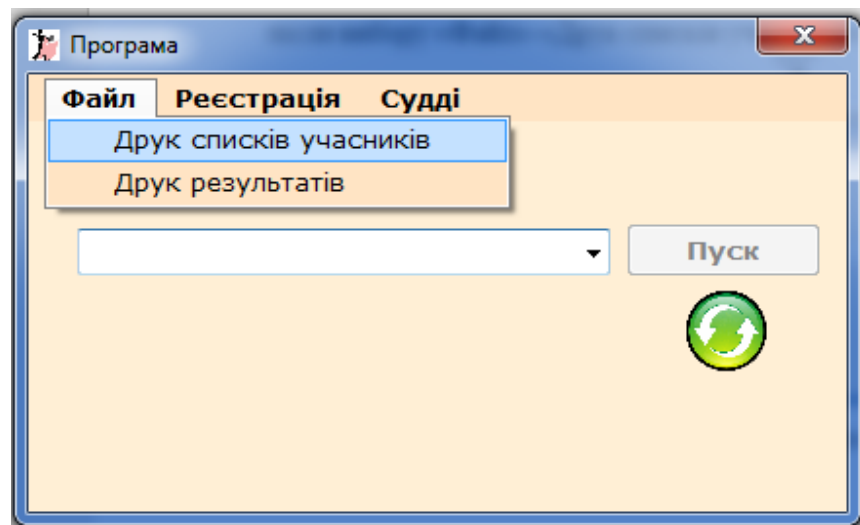 Програма
Файл Реєстрація Судді
Друк списків учасників
Друк результатів
Пуск